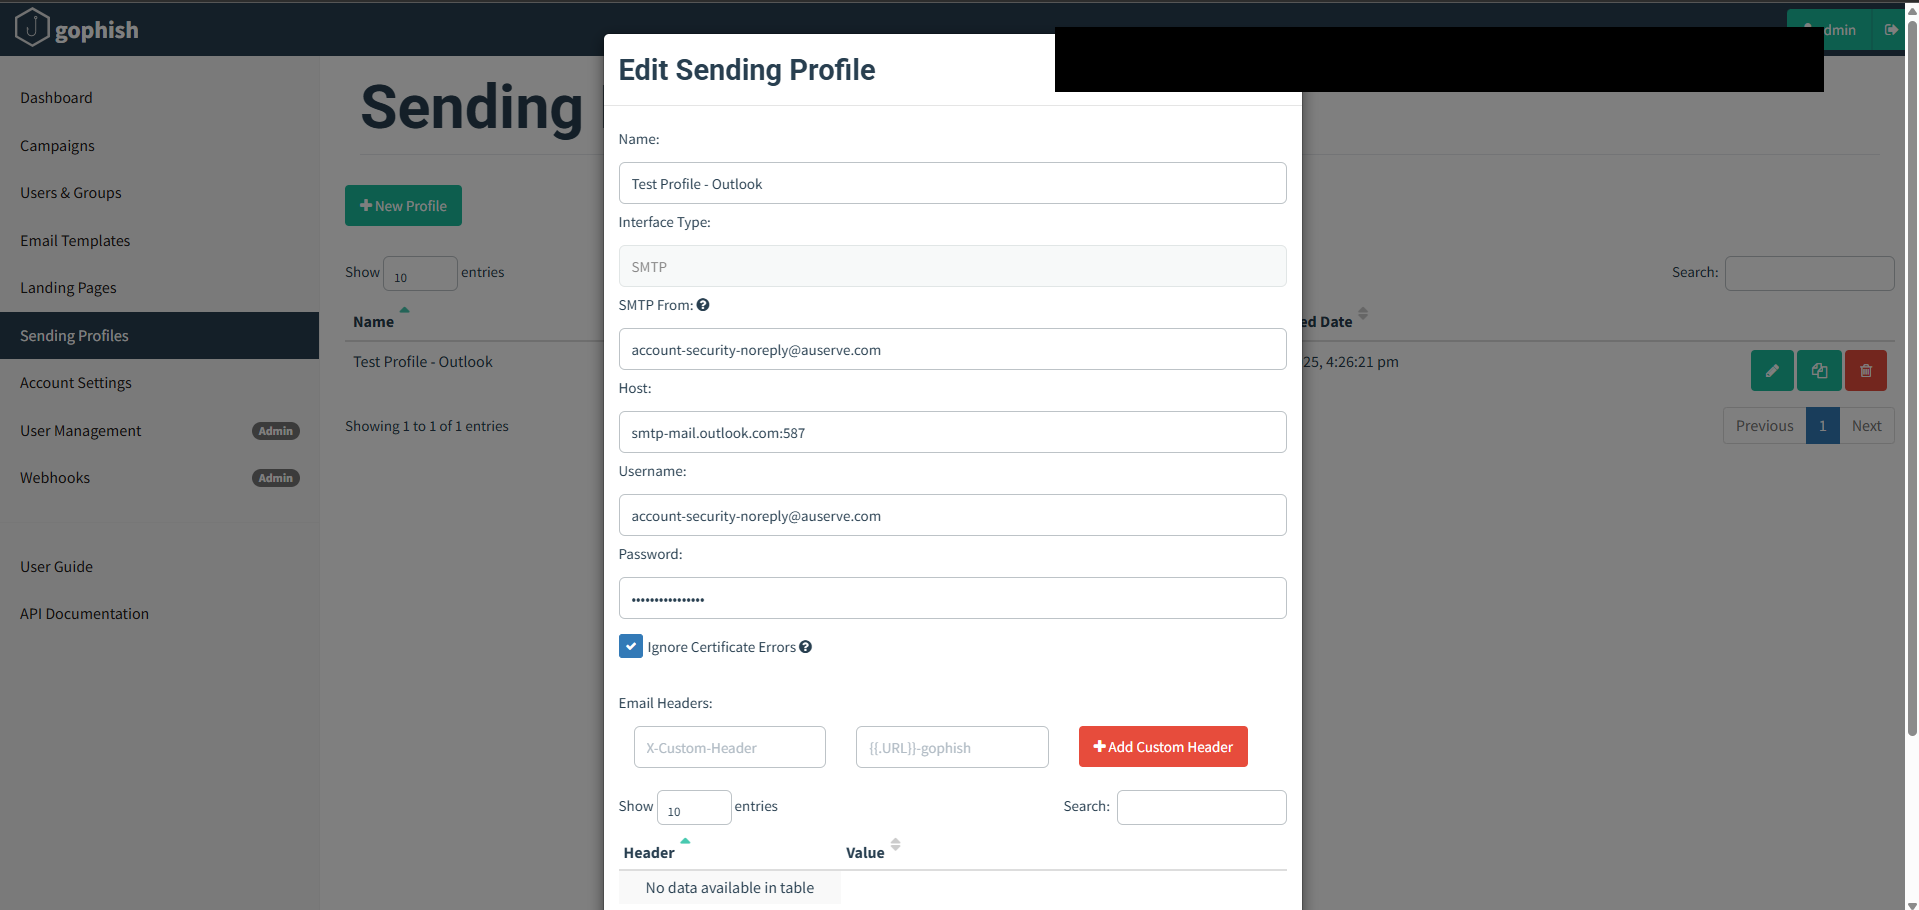 gophish
dmin
Dashboard
Campaigns
Users & Groups
Email Templates
Landing Pages
Sending Profiles
Account Settings
User Management Admin
Webhooks Admin
User Guide
API Documentation
Sending
New Profile
Show 10 entries
Search:
Name
ed Date
Test Profile - Outlook
25, 4:26:21 pm
Showing 1 to 1 of 1 entries
Previous 1 Next
Edit Sending Profile
Name:
Test Profile - Outlook
Interface Type:
SMTP
SMTP From:
account-security-noreply@auserve.com
Host:
smtp-mail.outlook.com:587
Username:
account-security-noreply@auserve.com
Password:
••••••••••••••••
Ignore Certificate Errors
Email Headers:
X-Custom-Header {{.URL}}-gophish Add Custom Header
Show 10 entries Search:
Header Value
No data available in table